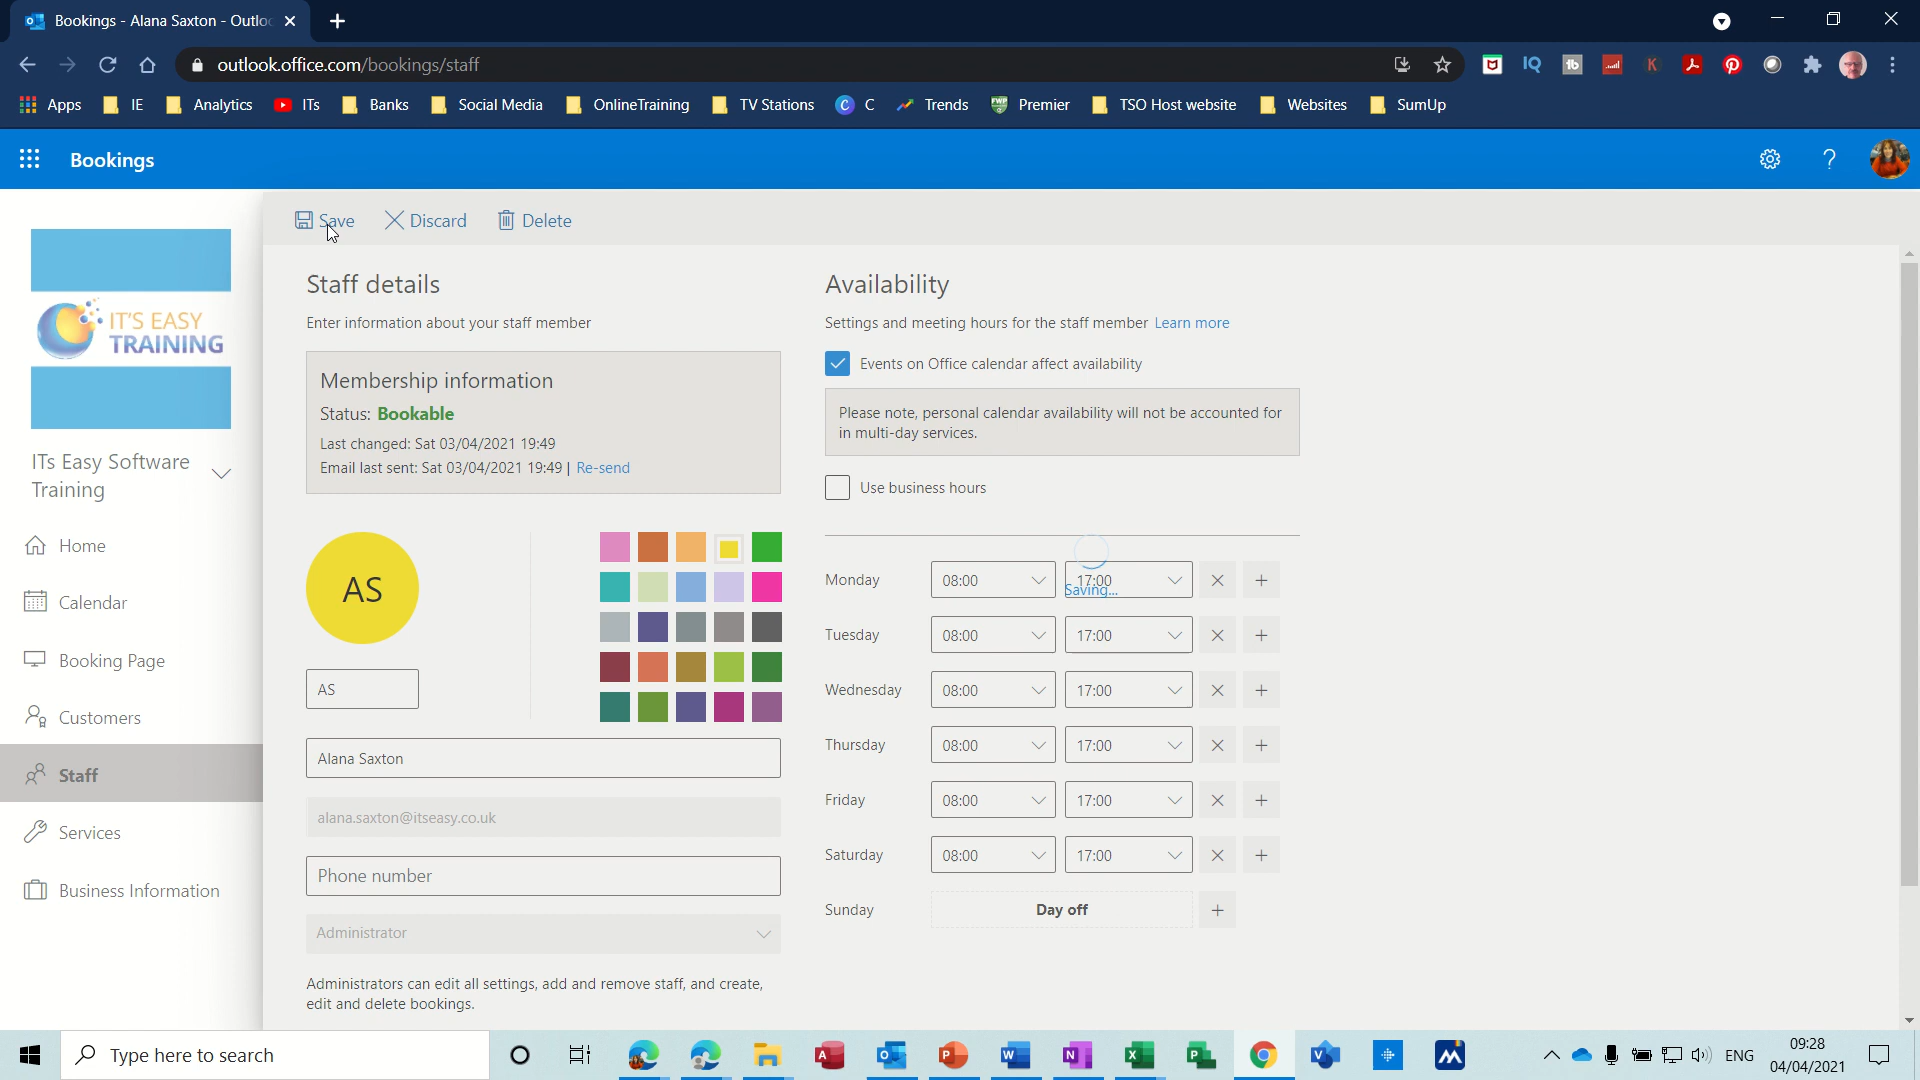 Bookings - Alana Saxton - Outlo
outlook.office.com/bookings/staff
Apps
IE
Analytics
ITs
Banks
Social Media
OnlineTraining
TV Stations
C
C
Trends
Premier
TSO Host website
Websites
SumUp
Bookings
?
IT'S EASY
TRAINING
ITs Easy Software
Training
Home
Calendar
Booking Page
Customers
Staff
Services
Business Information
Save
Discard
Delete
Staff details
Enter information about your staff member
Membership information
Status: Bookable
Last changed: Sat 03/04/2021 19:49
Email last sent: Sat 03/04/2021 19:49 | Re-send
AS
AS
Alana Saxton
alana.saxton@itseasy.co.uk
Phone number
Administrator
Administrators can edit all settings, add and remove staff, and create,
edit and delete bookings.
Availability
Settings and meeting hours for the staff member Learn more
Events on Office calendar affect availability
Please note, personal calendar availability will not be accounted for
in multi-day services.
Use business hours
Monday 08:00 17:00
Saving...
Tuesday 08:00 17:00
Wednesday 08:00 17:00
Thursday 08:00 17:00
Friday 08:00 17:00
Saturday 08:00 17:00
Sunday Day off
Type here to search
ENG
09:28
04/04/2021